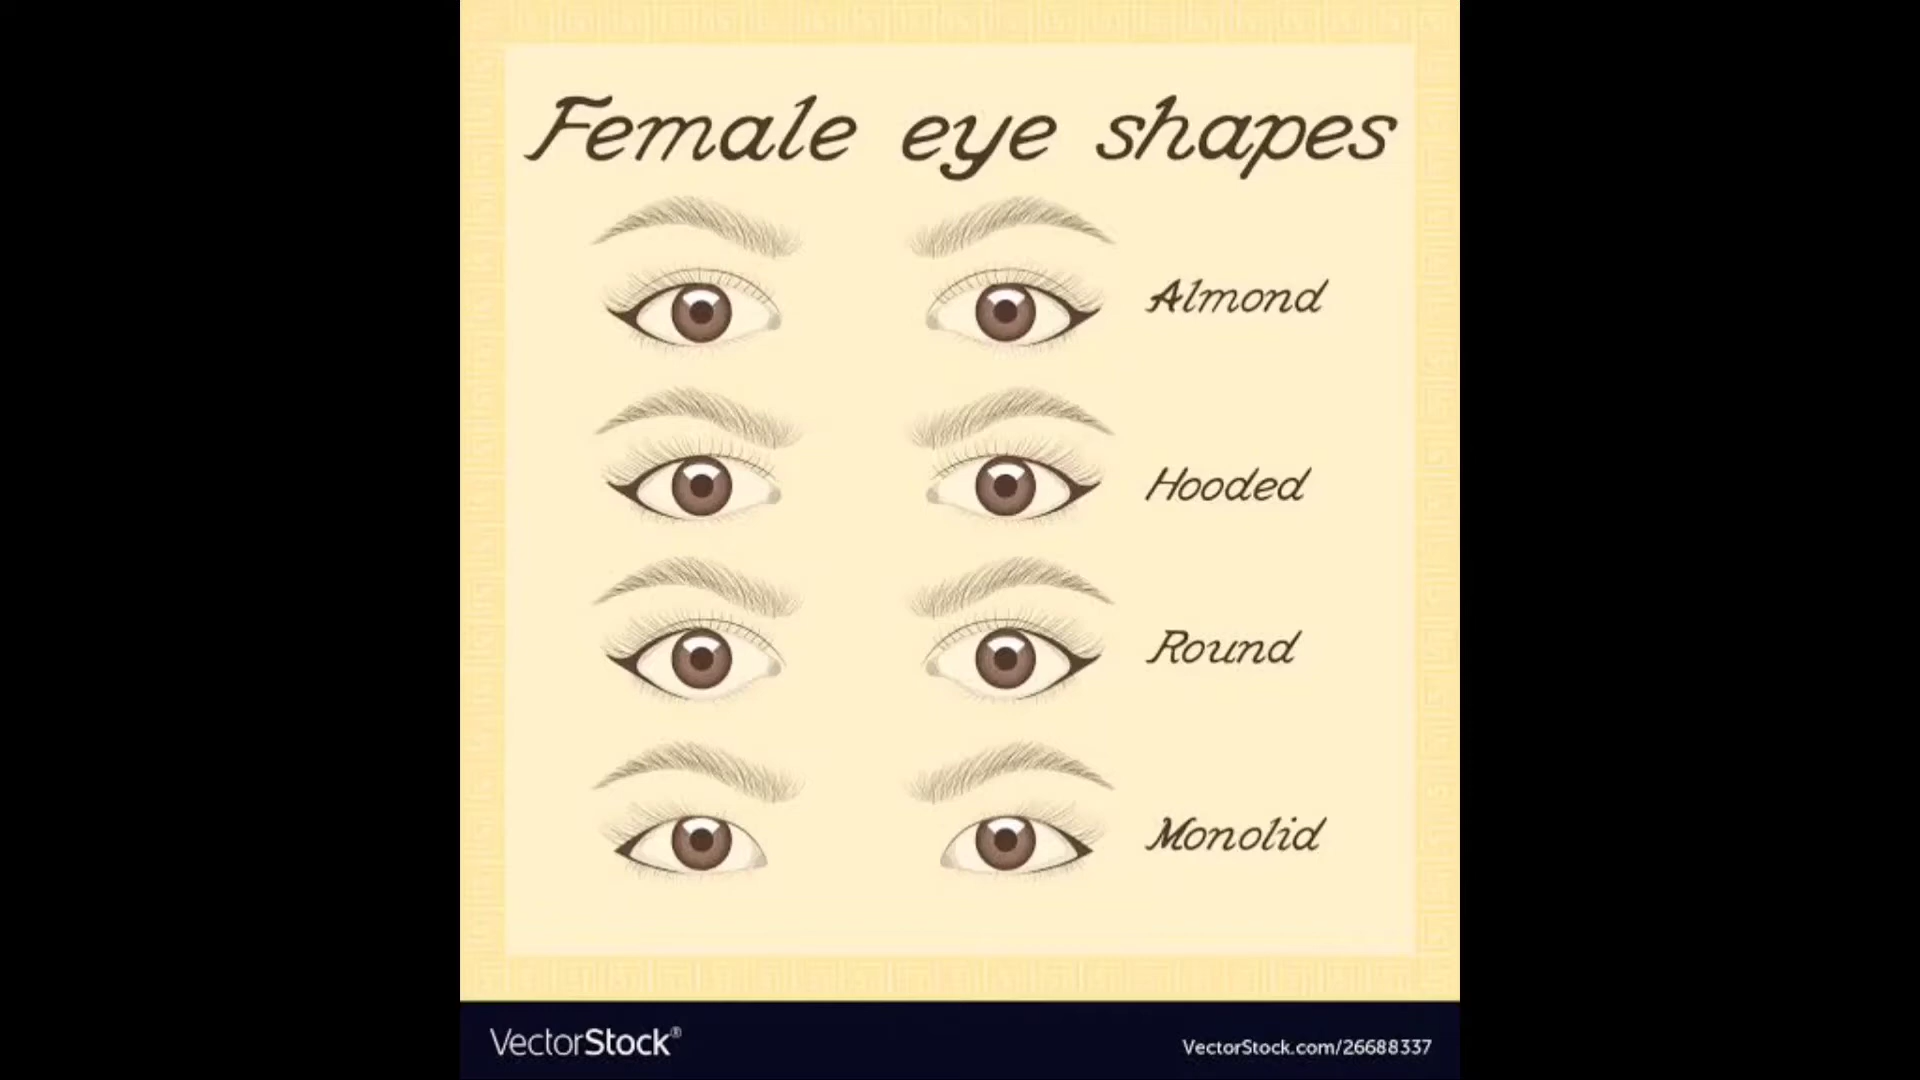 Female eye shapes
Almond
Hooded
Round
Monolid
VectorStock®
VectorStock.com/26688337